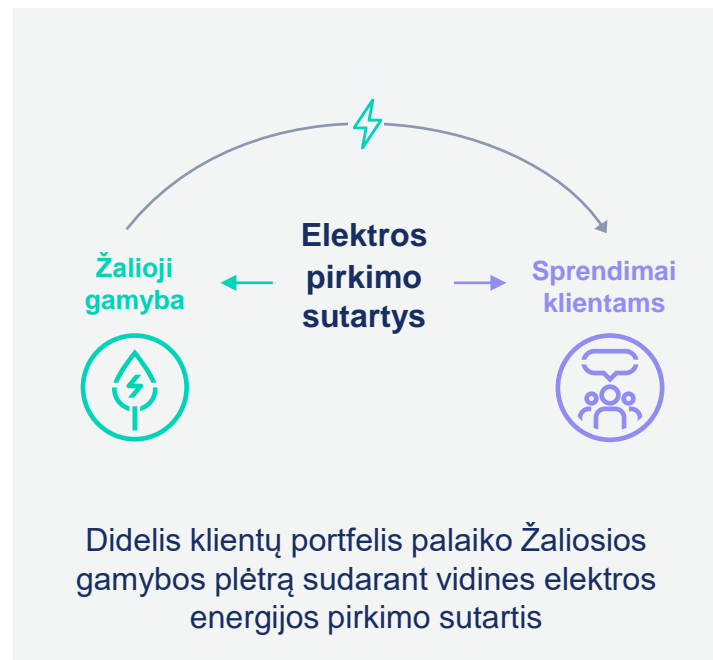 Elektros
pirkimo
sutartys
Žalioji
gamyba
Sprendimai
klientams
Didelis klientų portfelis palaiko Žaliosios
gamybos plėtrą sudarant vidines elektros
energijos pirkimo sutartis